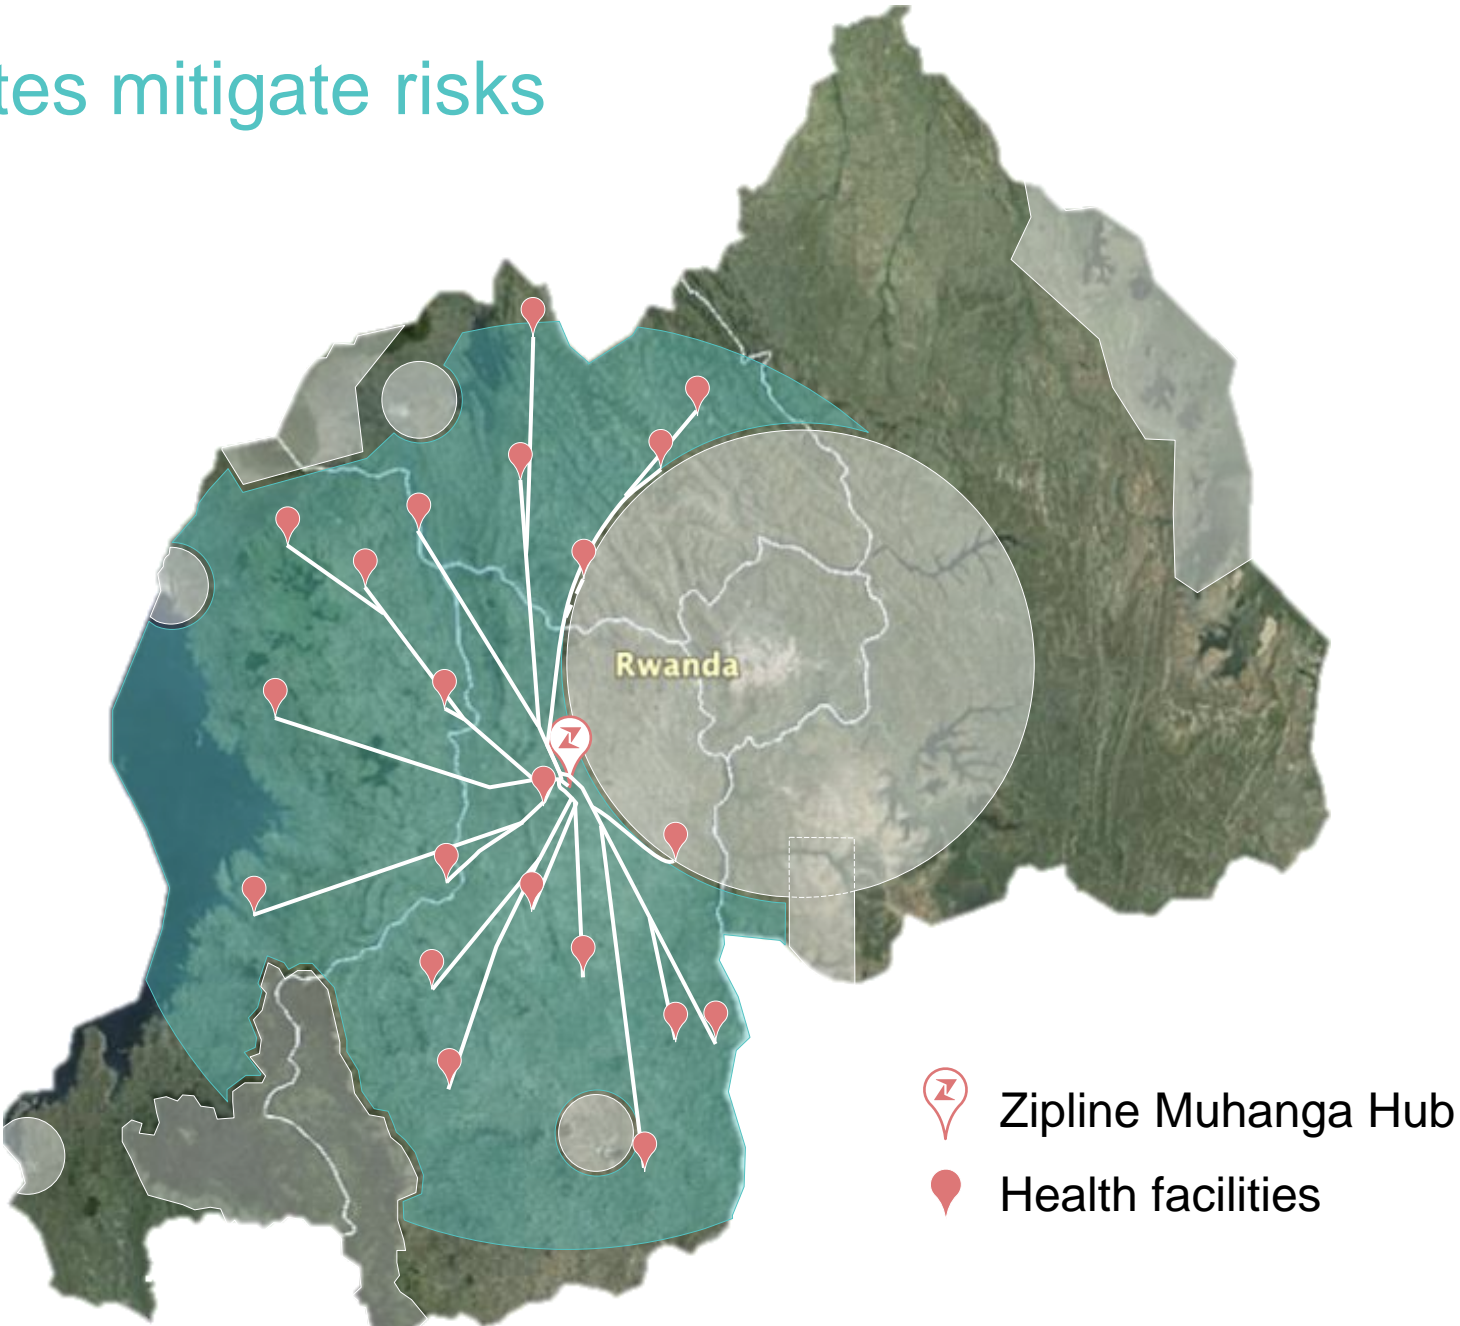 tes mitigate risks
Rwanda
Zipline Muhanga Hub
Health facilities